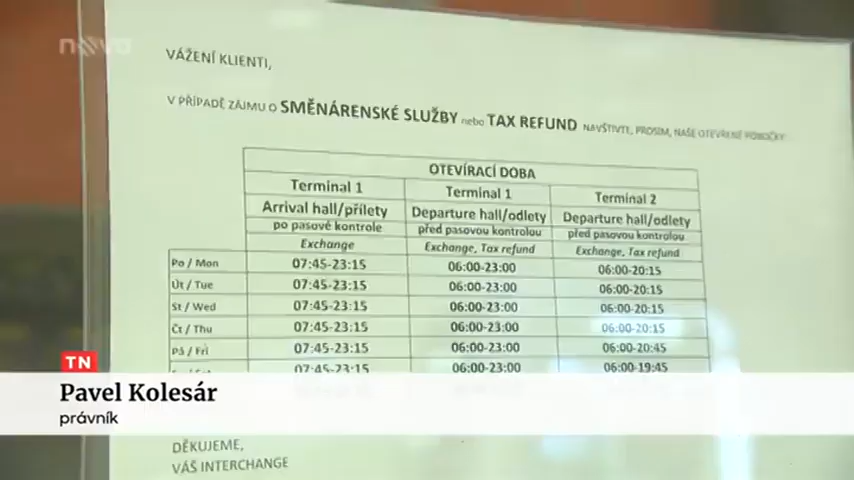 nova
VÁŽENÍ KLIENTI,
V PŘÍPADĚ ZÁJMU O SMĚNÁRENSKÉ SLUŽBY nebo TAX REFUND NAVŠTIVTE, PROSÍM, NAŠE OTEVŘENÉ POBOČKY
OTEVÍRACÍ DOBA
Terminal 1 Terminal 1 Terminal 2
Arrival hall/přílety Departure hall/odlety Departure hall/odlety
po pasové kontrole před pasovou kontrolou před pasovou kontrolou
Exchange Exchange, Tax refund Exchange, Tax refund
Po / Mon 07:45-23:15 06:00-23:00 06:00-20:15
Út / Tue 07:45-23:15 06:00-23:00 06:00-20:15
St / Wed 07:45-23:15 06:00-23:00 06:00-20:15
Čt / Thu 07:45-23:15 06:00-23:00 06:00-20:15
Pá / Fri 07:45-23:15 06:00-23:00 06:00-20:45
07:45-23:15 06:00-23:00 06:00-19:45
TN
Pavel Kolesár
právník
DĚKUJEME,
VÁŠ INTERCHANGE